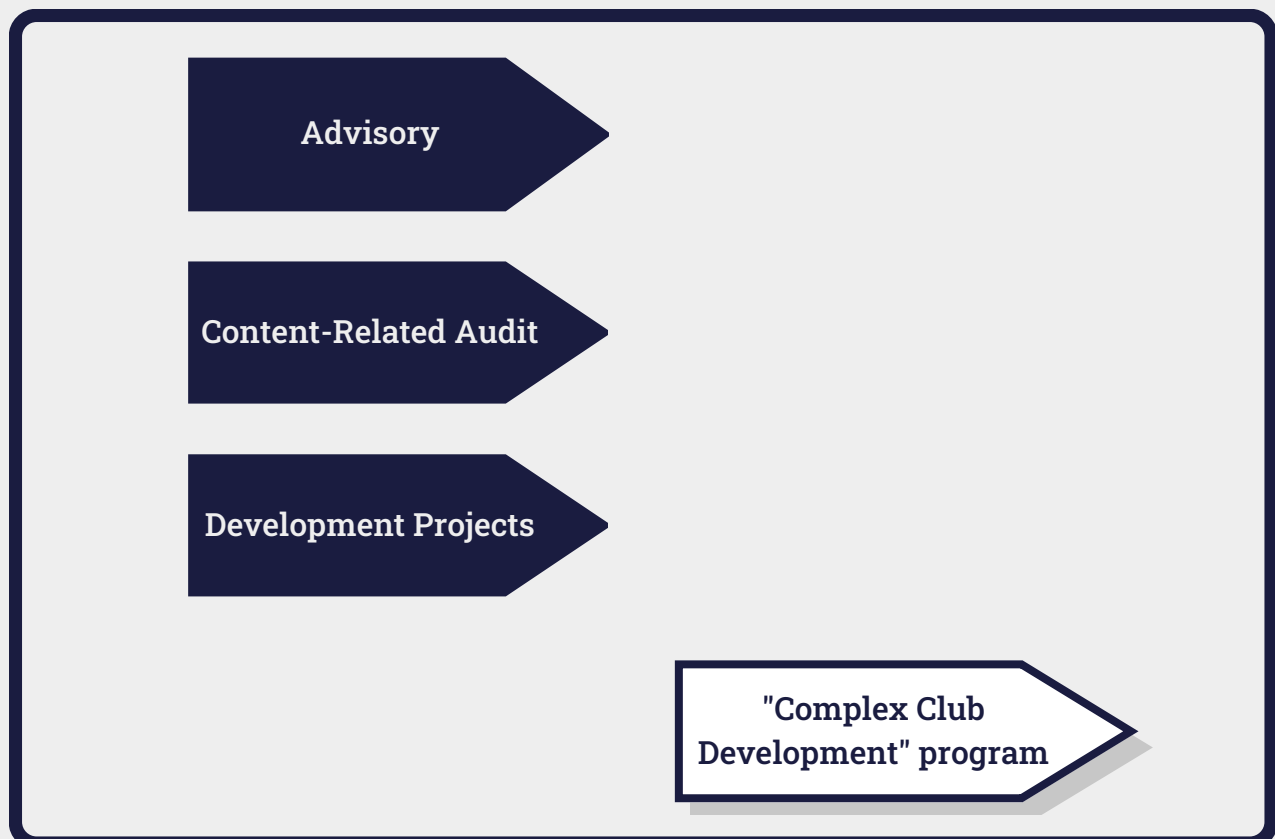 Advisory
Content-Related Audit
Development Projects
"Complex Club
Development" program